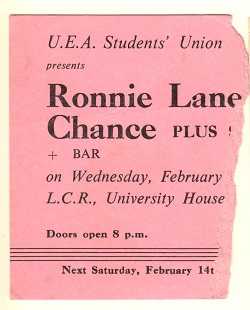 U.E.A. Students' Union
presents
Ronnie Lane
Chance PLUS
+ BAR
on Wednesday, February
L.C.R., University House
Doors open 8 p.m.
Next Saturday, February 14t